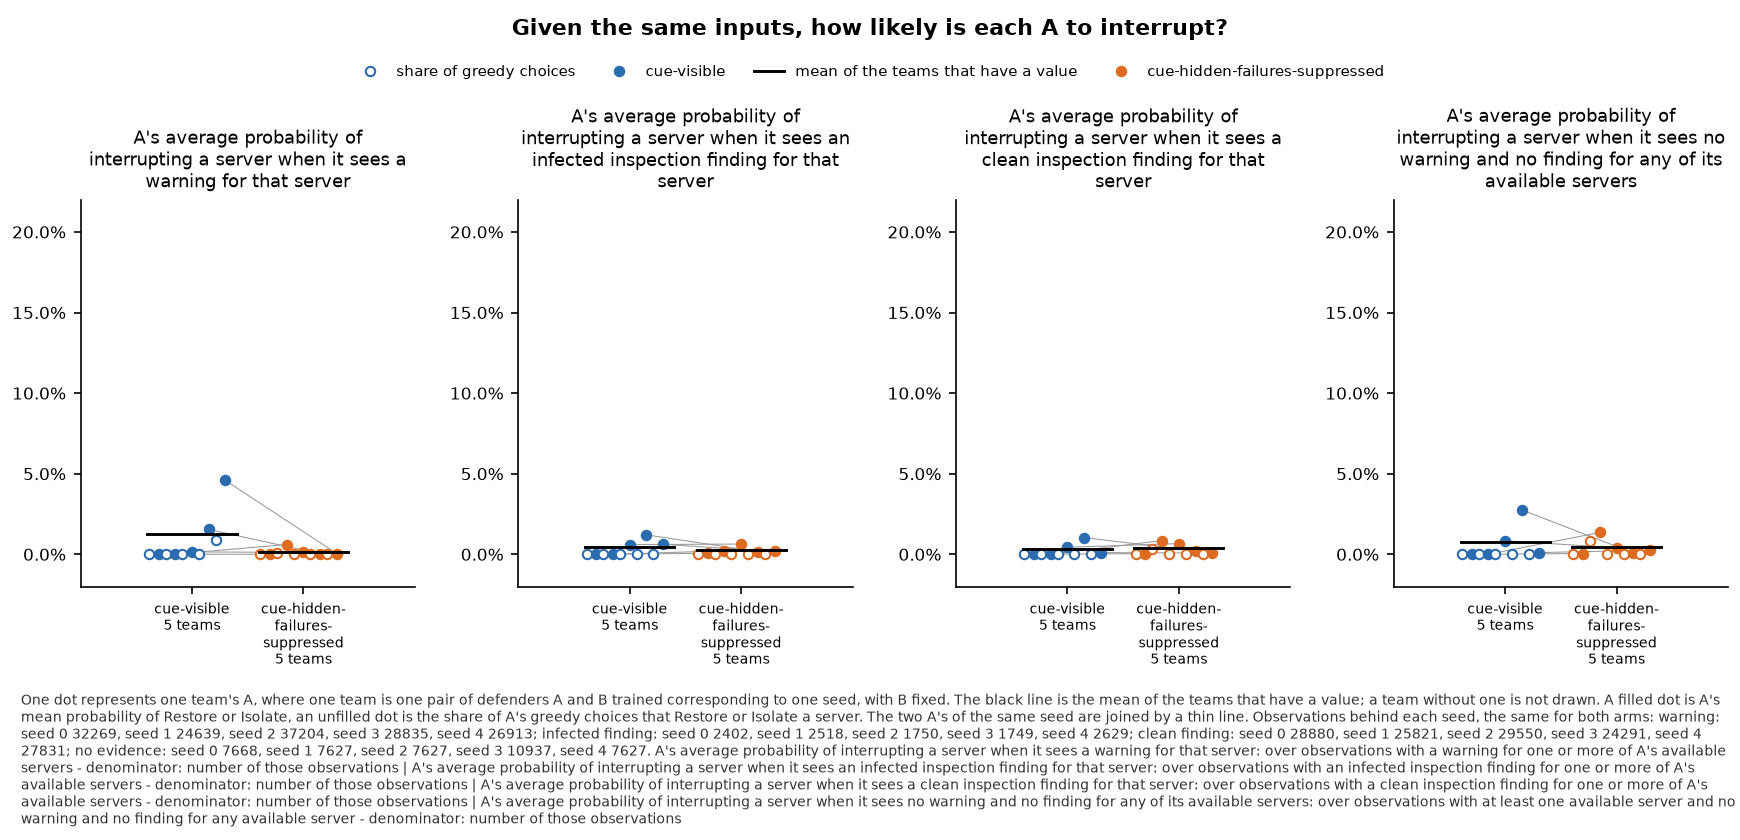 Given the same inputs, how likely is each A to interrupt?
share of greedy choices
cue-visible
mean of the teams that have a value
cue-hidden-failures-suppressed
A's average probability of
interrupting a server when it sees a
warning for that server
20.0%
15.0%
10.0%
5.0%
0.0%
cue-visible
5 teams
cue-hidden-
failures-
suppressed
5 teams
A's average probability of
interrupting a server when it sees an
infected inspection finding for that
server
20.0%
15.0%
10.0%
5.0%
0.0%
cue-visible
5 teams
cue-hidden-
failures-
suppressed
5 teams
A's average probability of
interrupting a server when it sees a
clean inspection finding for that
server
20.0%
15.0%
10.0%
5.0%
0.0%
cue-visible
5 teams
cue-hidden-
failures-
suppressed
5 teams
A's average probability of
interrupting a server when it sees no
warning and no finding for any of its
available servers
20.0%
15.0%
10.0%
5.0%
0.0%
cue-visible
5 teams
cue-hidden-
failures-
suppressed
5 teams
One dot represents one team's A, where one team is one pair of defenders A and B trained corresponding to one seed, with B fixed. The black line is the mean of the teams that have a value; a team without one is not drawn. A filled dot is A's
mean probability of Restore or Isolate, an unfilled dot is the share of A's greedy choices that Restore or Isolate a server. The two A's of the same seed are joined by a thin line. Observations behind each seed, the same for both arms: warning:
seed 0 32269, seed 1 24639, seed 2 37204, seed 3 28835, seed 4 26913; infected finding: seed 0 2402, seed 1 2518, seed 2 1750, seed 3 1749, seed 4 2629; clean finding: seed 0 28880, seed 1 25821, seed 2 29550, seed 3 24291, seed 4
27831; no evidence: seed 0 7668, seed 1 7627, seed 2 7627, seed 3 10937, seed 4 7627. A's average probability of interrupting a server when it sees a warning for that server: over observations with a warning for one or more of A's available
servers - denominator: number of those observations | A's average probability of interrupting a server when it sees an infected inspection finding for that server: over observations with an infected inspection finding for one or more of A's
available servers - denominator: number of those observations | A's average probability of interrupting a server when it sees a clean inspection finding for that server: over observations with a clean inspection finding for one or more of A's
available servers - denominator: number of those observations | A's average probability of interrupting a server when it sees no warning and no finding for any of its available servers: over observations with at least one available server and no
warning and no finding for any available server - denominator: number of those observations